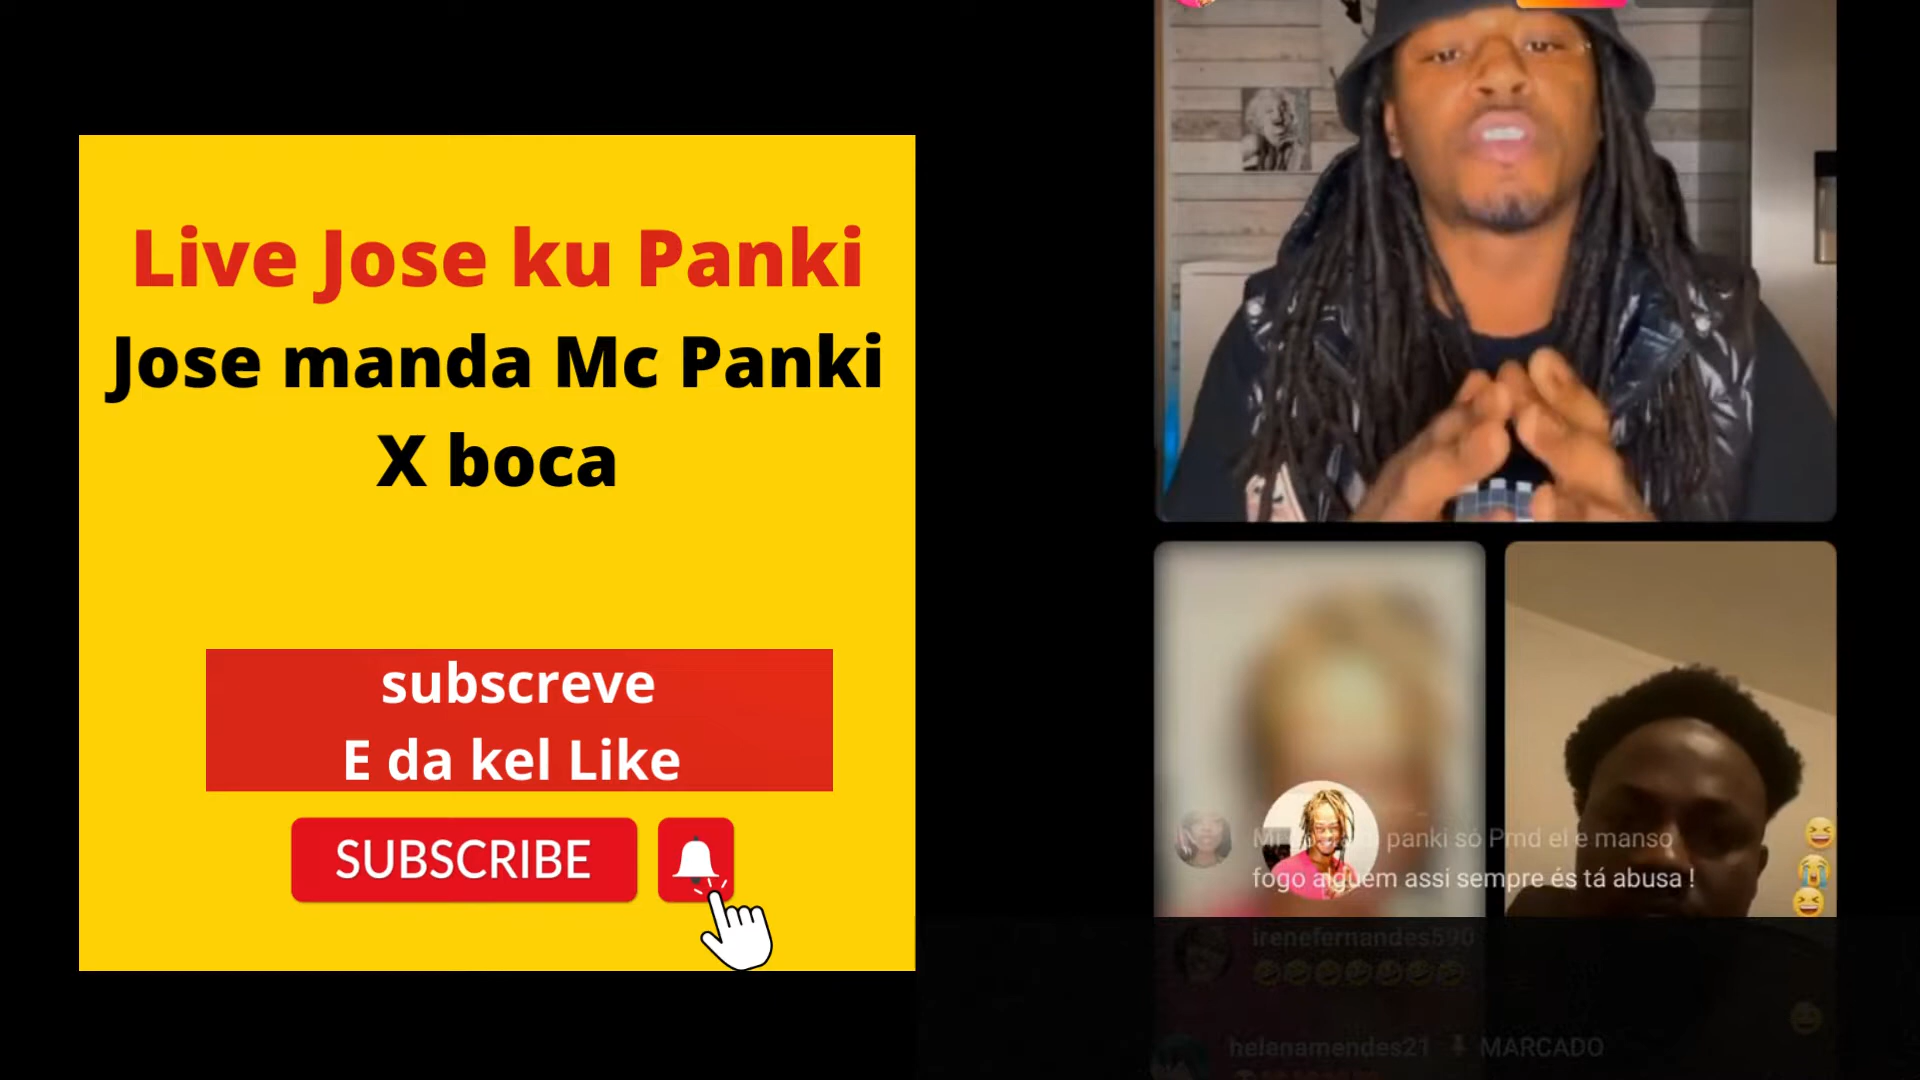 Live Jose ku Panki
Jose manda Mc Panki
X boca
subscreve
E da kel Like
SUBSCRIBE
panki só Pmd el e manso
fogo alguem assi sempre és tá abusa !
irenefernandes590
helenamendes21 MARCADO